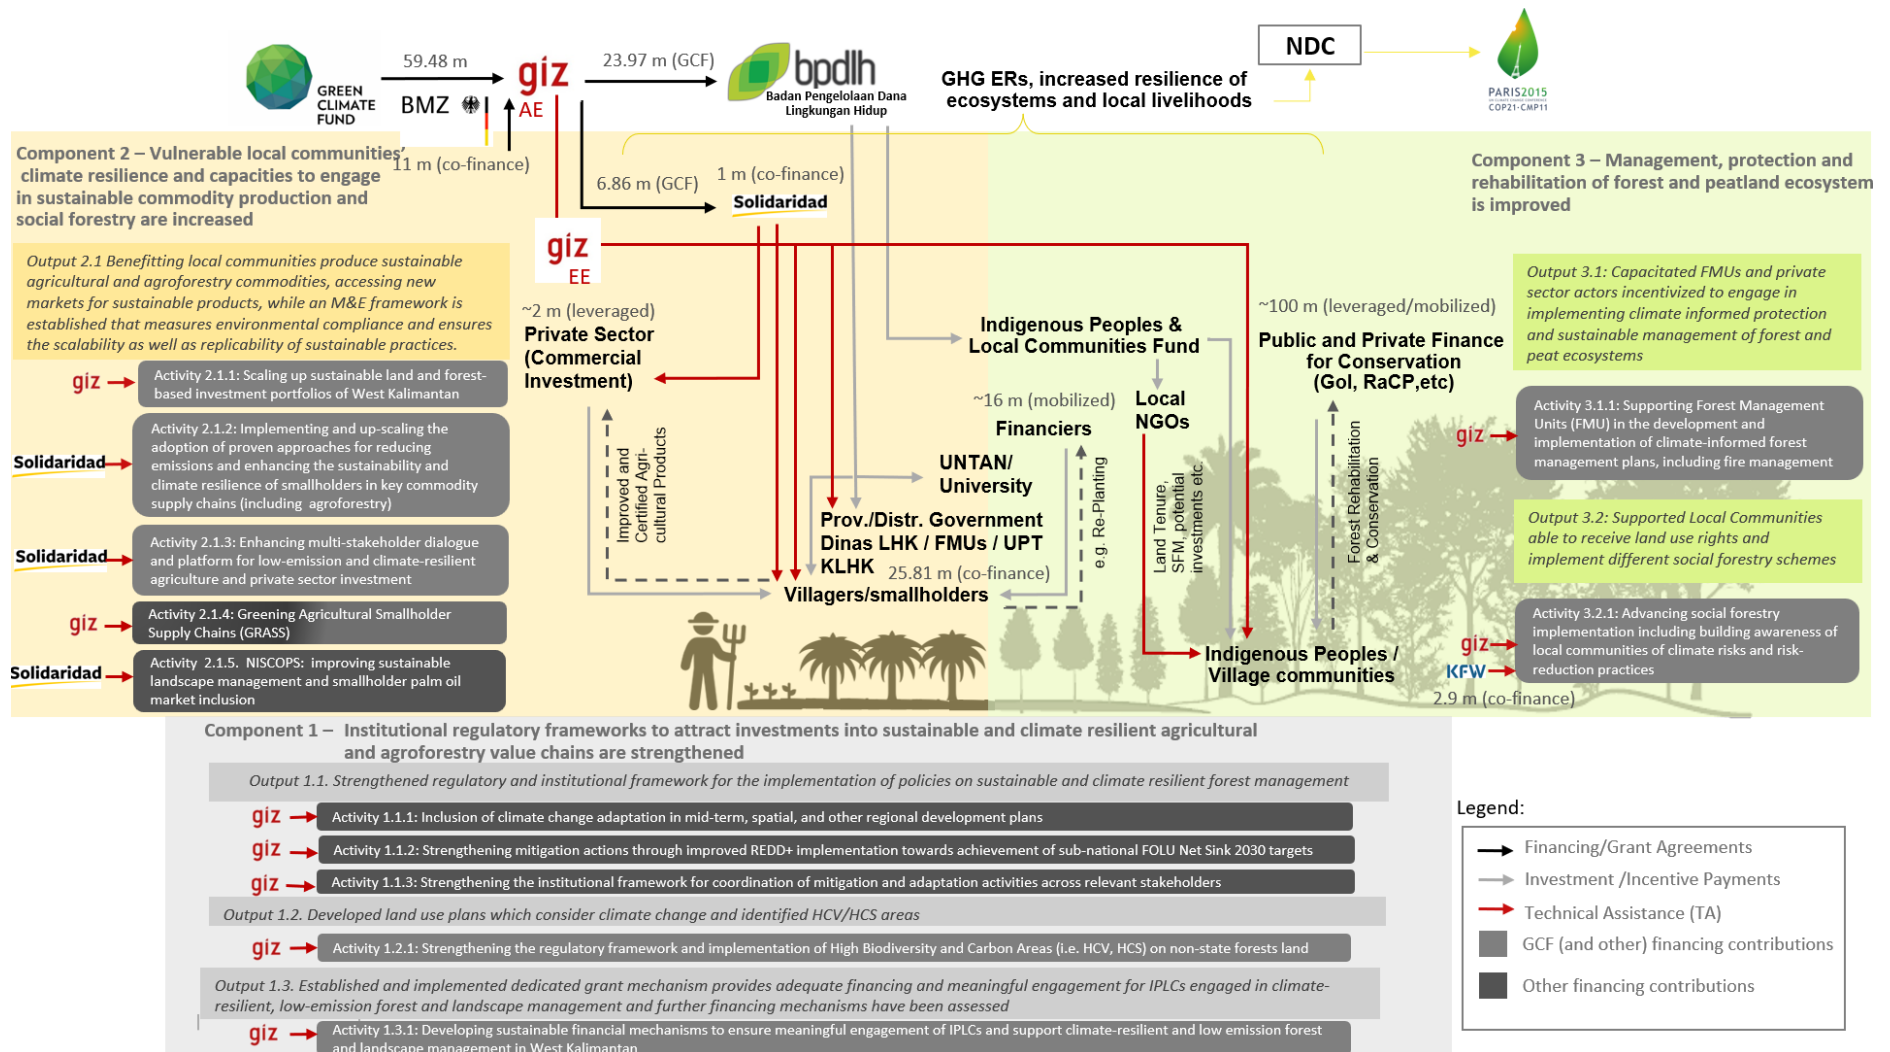 GREEN
CLIMATE
FUND
59.48 m
BMZ
11 m (co-finance)
giz
AE
23.97 m (GCF)
bpdlh
Badan Pengelolaan Dana
Lingkungan Hidup
GHG ERs, increased resilience of
ecosystems and local livelihoods
NDC
PARIS2015
COP21·CMP11
6.86 m (GCF)
1 m (co-finance)
Solidaridad
giz
EE
Component 2 – Vulnerable local communities’
climate resilience and capacities to engage
in sustainable commodity production and
social forestry are increased
Output 2.1 Benefitting local communities produce sustainable
agricultural and agroforestry commodities, accessing new
markets for sustainable products, while an M&E framework is
established that measures environmental compliance and ensures
the scalability as well as replicability of sustainable practices.
giz
Activity 2.1.1: Scaling up sustainable land and forest-
based investment portfolios of West Kalimantan
Solidaridad
Activity 2.1.2: Implementing and up-scaling the
adoption of proven approaches for reducing
emissions and enhancing the sustainability and
climate resilience of smallholders in key commodity
supply chains (including agroforestry)
Solidaridad
Activity 2.1.3: Enhancing multi-stakeholder dialogue
and platform for low-emission and climate-resilient
agriculture and private sector investment
giz
Activity 2.1.4: Greening Agricultural Smallholder
Supply Chains (GRASS)
Solidaridad
Activity 2.1.5. NISCOPS: improving sustainable
landscape management and smallholder palm oil
market inclusion
~2 m (leveraged)
Private Sector
(Commercial
Investment)
Improved and
Certified Agri-
cultural Products
Indigenous Peoples &
Local Communities Fund
~16 m (mobilized)
Financiers
Local
NGOs
UNTAN/
University
Prov./Distr. Government
Dinas LHK / FMUs / UPT
KLHK
25.81 m (co-finance)
Villagers/smallholders
e.g. Re-Planting
Land Tenure,
SFM, potential
investments etc.
~100 m (leveraged/mobilized)
Public and Private Finance
for Conservation
(GoI, RaCP,etc)
Forest Rehabilitation
& Conservation
Indigenous Peoples /
Village communities
Component 3 – Management, protection and
rehabilitation of forest and peatland ecosystem
is improved
Output 3.1: Capacitated FMUs and private
sector actors incentivized to engage in
implementing climate informed protection
and sustainable management of forest and
peat ecosystems
giz
Activity 3.1.1: Supporting Forest Management
Units (FMU) in the development and
implementation of climate-informed forest
management plans, including fire management
Output 3.2: Supported Local Communities
able to receive land use rights and
implement different social forestry schemes
giz
KFW
Activity 3.2.1: Advancing social forestry
implementation including building awareness of
local communities of climate risks and risk-
reduction practices
2.9 m (co-finance)
Component 1 – Institutional regulatory frameworks to attract investments into sustainable and climate resilient agricultural
and agroforestry value chains are strengthened
Output 1.1. Strengthened regulatory and institutional framework for the implementation of policies on sustainable and climate resilient forest management
giz
Activity 1.1.1: Inclusion of climate change adaptation in mid-term, spatial, and other regional development plans
giz
Activity 1.1.2: Strengthening mitigation actions through improved REDD+ implementation towards achievement of sub-national FOLU Net Sink 2030 targets
giz
Activity 1.1.3: Strengthening the institutional framework for coordination of mitigation and adaptation activities across relevant stakeholders
Output 1.2. Developed land use plans which consider climate change and identified HCV/HCS areas
giz
Activity 1.2.1: Strengthening the regulatory framework and implementation of High Biodiversity and Carbon Areas (i.e. HCV, HCS) on non-state forests land
Output 1.3. Established and implemented dedicated grant mechanism provides adequate financing and meaningful engagement for IPLCs engaged in climate-
resilient, low-emission forest and landscape management and further financing mechanisms have been assessed
giz
Activity 1.3.1: Developing sustainable financial mechanisms to ensure meaningful engagement of IPLCs and support climate-resilient and low emission forest
and landscape management in West Kalimantan
Legend:
Financing/Grant Agreements
Investment /Incentive Payments
Technical Assistance (TA)
GCF (and other) financing contributions
Other financing contributions